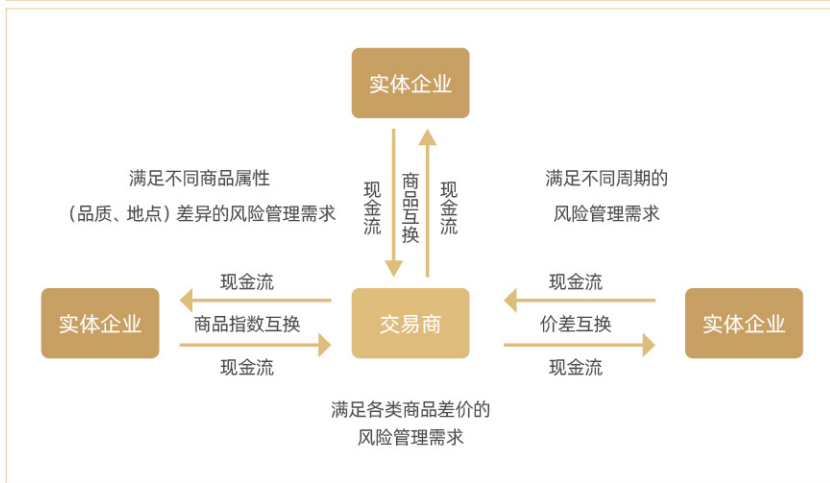 实体企业
满足不同商品属性
（品质、地点）差异的风险管理需求
现金流
商品互换
现金流
满足不同周期的
风险管理需求
现金流
现金流
实体企业
商品指数互换
交易商
价差互换
实体企业
现金流
现金流
满足各类商品差价的
风险管理需求